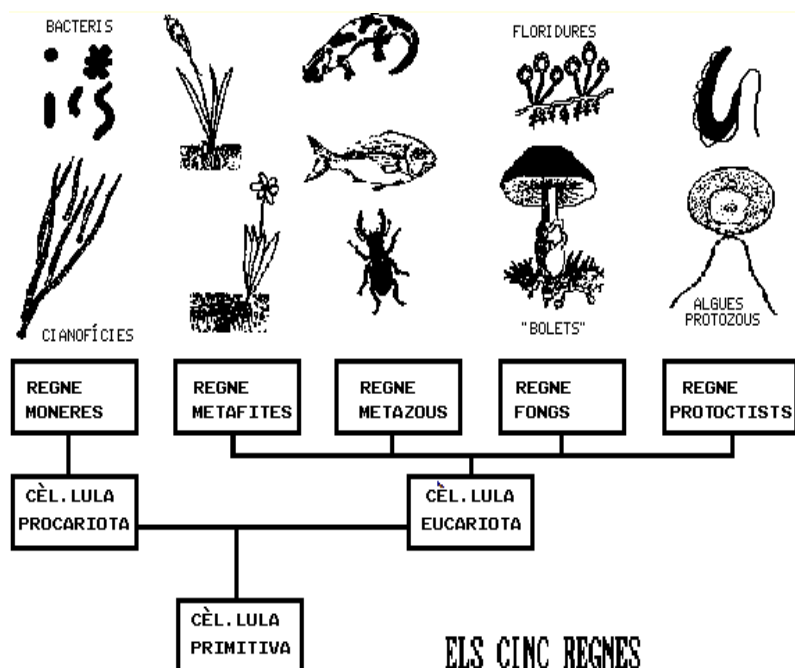 BACTERIS
FLORIDURES
CIANOFÍCIES
"BOLETS"
ALGUES
PROTOZOUS
REGNE
MONERES
REGNE
METAFITES
REGNE
METAZOUS
REGNE
FONGS
REGNE
PROTOCTISTS
CÈL.LULA
PROCARIOTA
CÈL.LULA
EUCARIOTA
CÈL.LULA
PRIMITIVA
ELS CINC REGNES